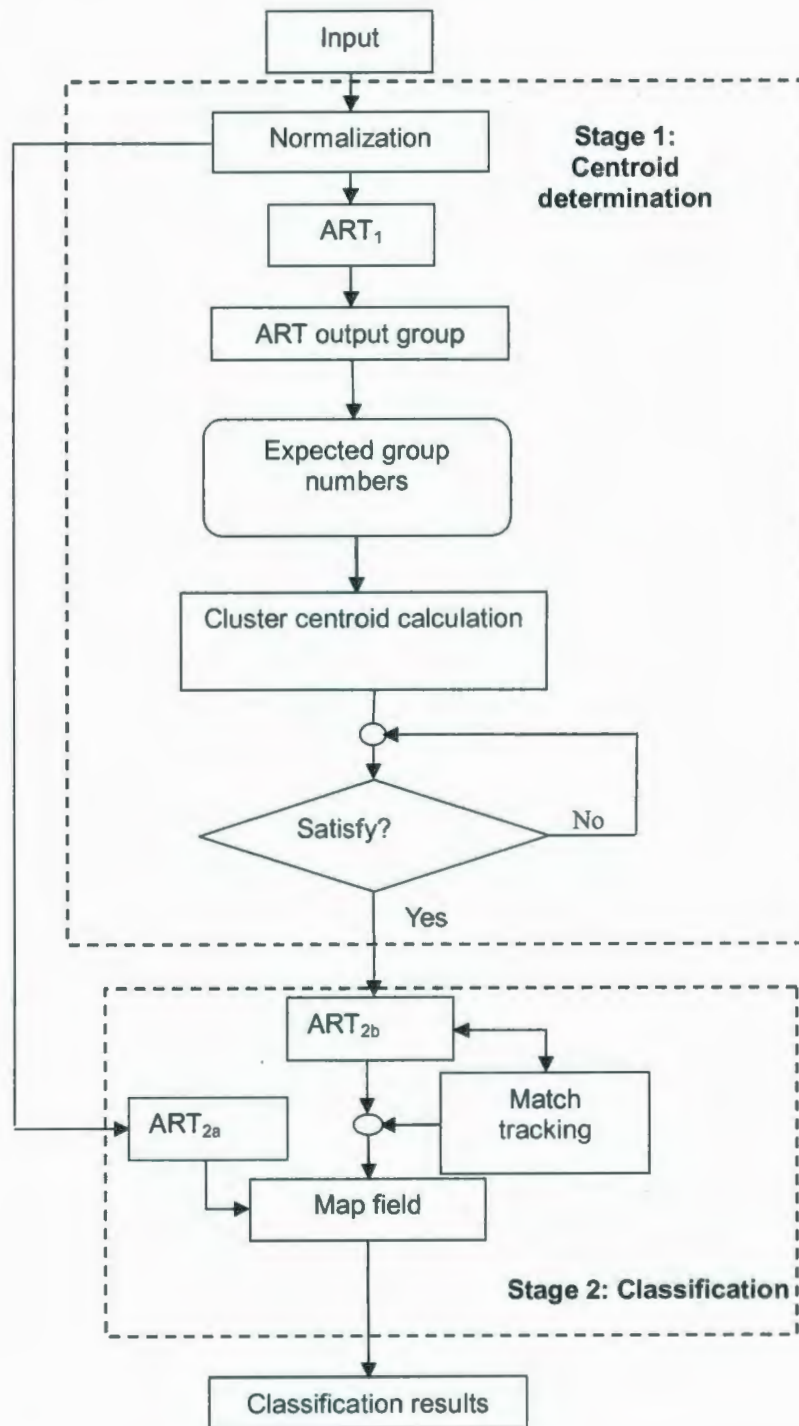 Input
Normalization
Stage 1:
Centroid
determination
ART₁
ART output group
Expected group
numbers
Cluster centroid calculation
Satisfy?
No
Yes
ART₂b
Match
tracking
ART₂a
Map field
Stage 2: Classification
Classification results